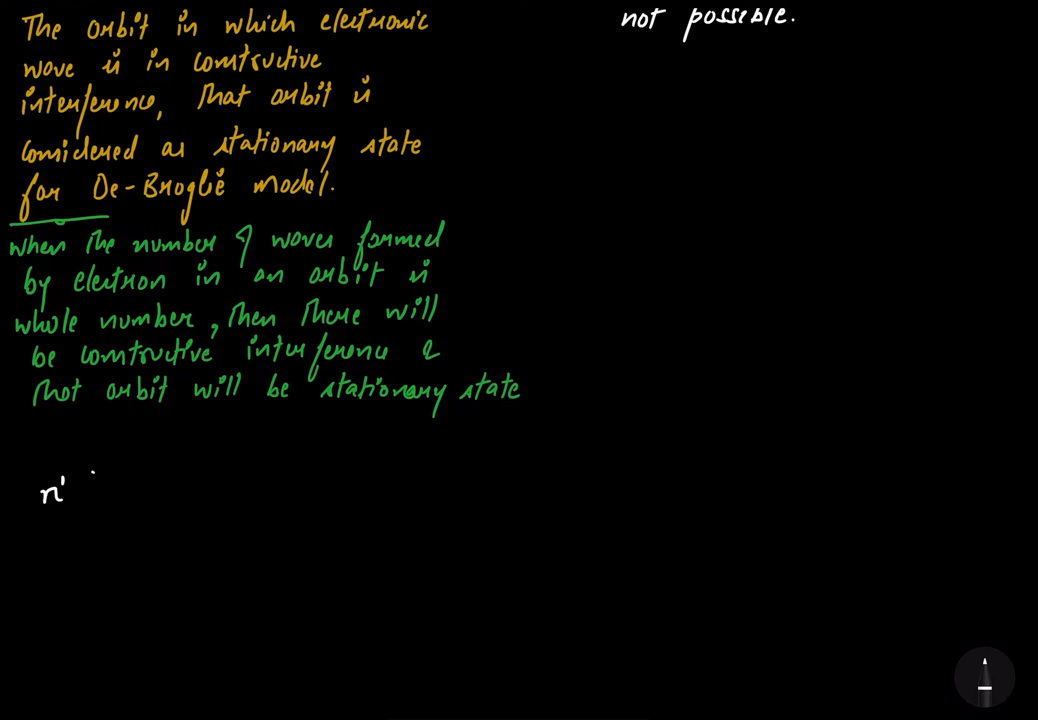 The orbit in which electronic
wave is in constructive
interference, that orbit is
considered as stationary state
for De-Broglie model.
when the number of waves formed
by electron in an orbit is
whole number, then there will
be constructive interference &
that orbit will be stationary state
n'
not possible.